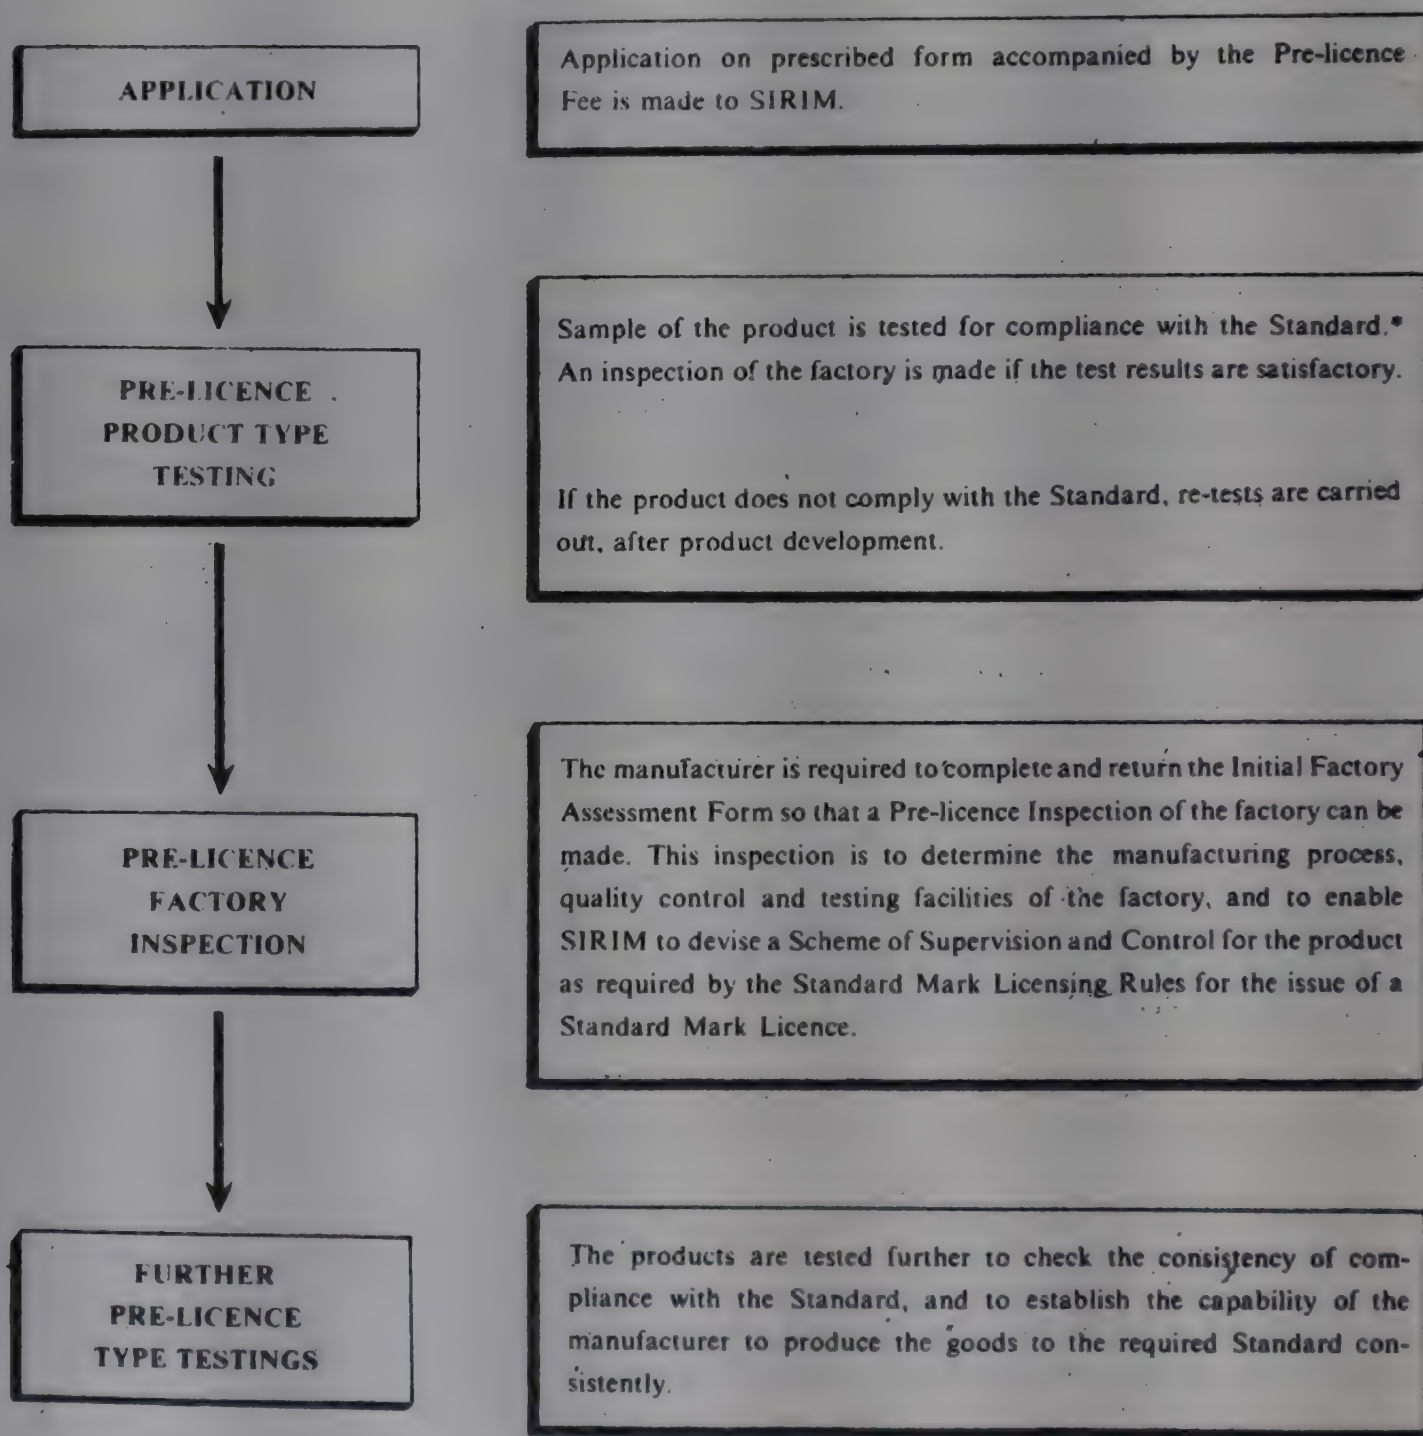 APPLICATION
Application on prescribed form accompanied by the Pre-licence
Fee is made to SIRIM.
PRE-LICENCE
PRODUCT TYPE
TESTING
Sample of the product is tested for compliance with the Standard.*
An inspection of the factory is made if the test results are satisfactory.
If the product does not comply with the Standard, re-tests are carried
out, after product development.
PRE-LICENCE
FACTORY
INSPECTION
The manufacturer is required to complete and return the Initial Factory
Assessment Form so that a Pre-licence Inspection of the factory can be
made. This inspection is to determine the manufacturing process,
quality control and testing facilities of the factory, and to enable
SIRIM to devise a Scheme of Supervision and Control for the product
as required by the Standard Mark Licensing Rules for the issue of a
Standard Mark Licence.
FURTHER
PRE-LICENCE
TYPE TESTINGS
The products are tested further to check the consistency of com-
pliance with the Standard, and to establish the capability of the
manufacturer to produce the goods to the required Standard con-
sistently.